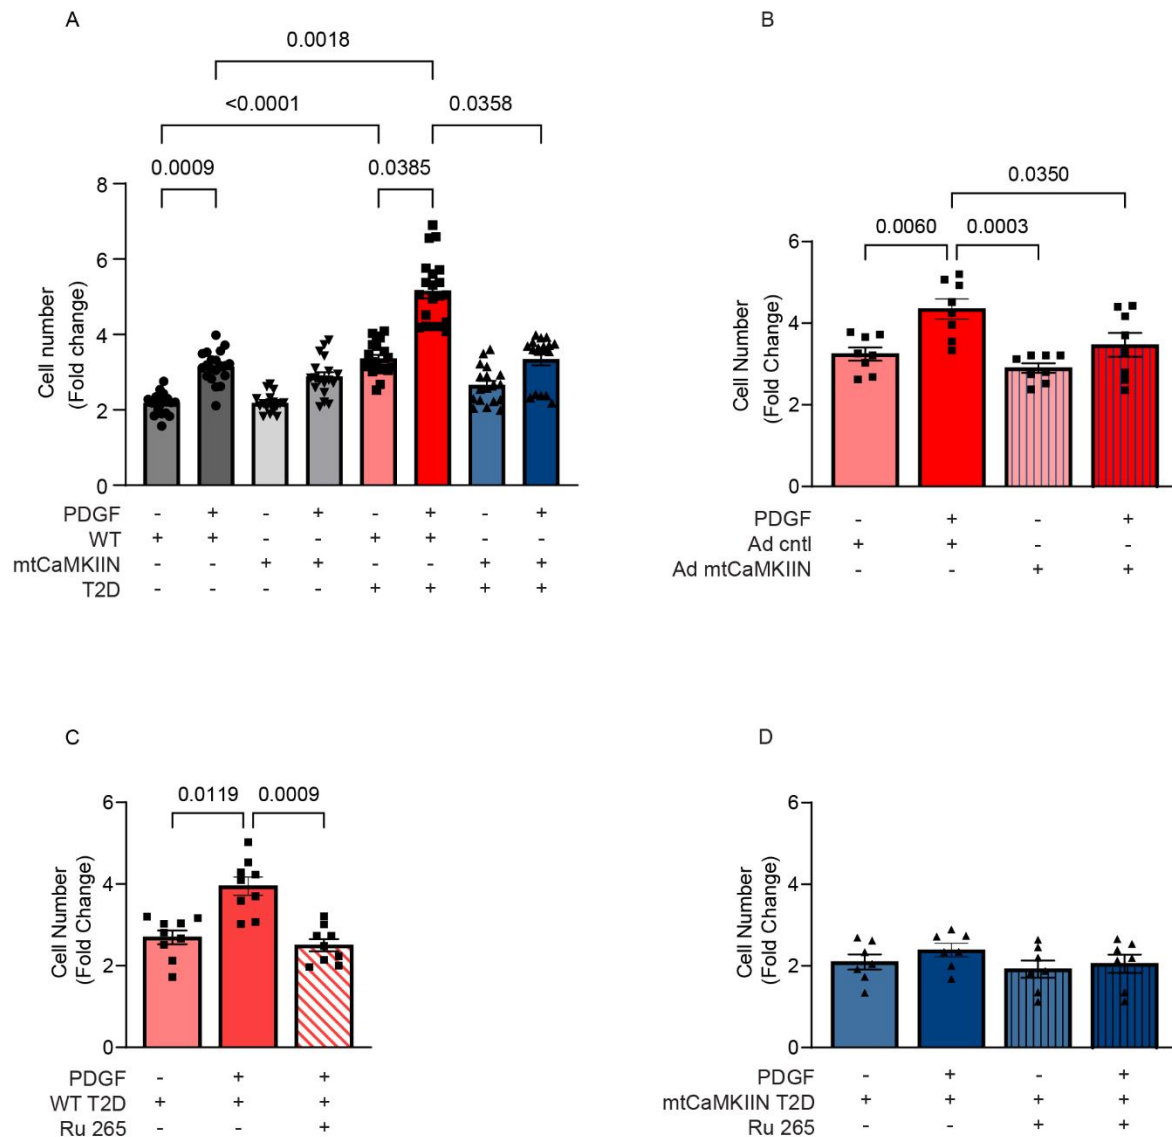 A
0.0018
<0.0001
0.0358
0.0009
0.0385
8
6
4
2
0
Cell number
(Fold change)
PDGF - + - + - + - +
WT + + - - + + - -
mtCaMKIIN - - + + - - + +
T2D - - - - + + + +
B
0.0350
0.0060
0.0003
6
4
2
0
Cell Number
(Fold Change)
PDGF - + - +
Ad cntl + + - -
Ad mtCaMKIIN - - + +
C
0.0119
0.0009
6
4
2
0
Cell Number
(Fold Change)
PDGF - + +
WT T2D + + +
Ru 265 - - +
D
6
4
2
0
Cell Number
(Fold Change)
PDGF - + - +
mtCaMKIIN T2D + + + +
Ru 265 - - + +